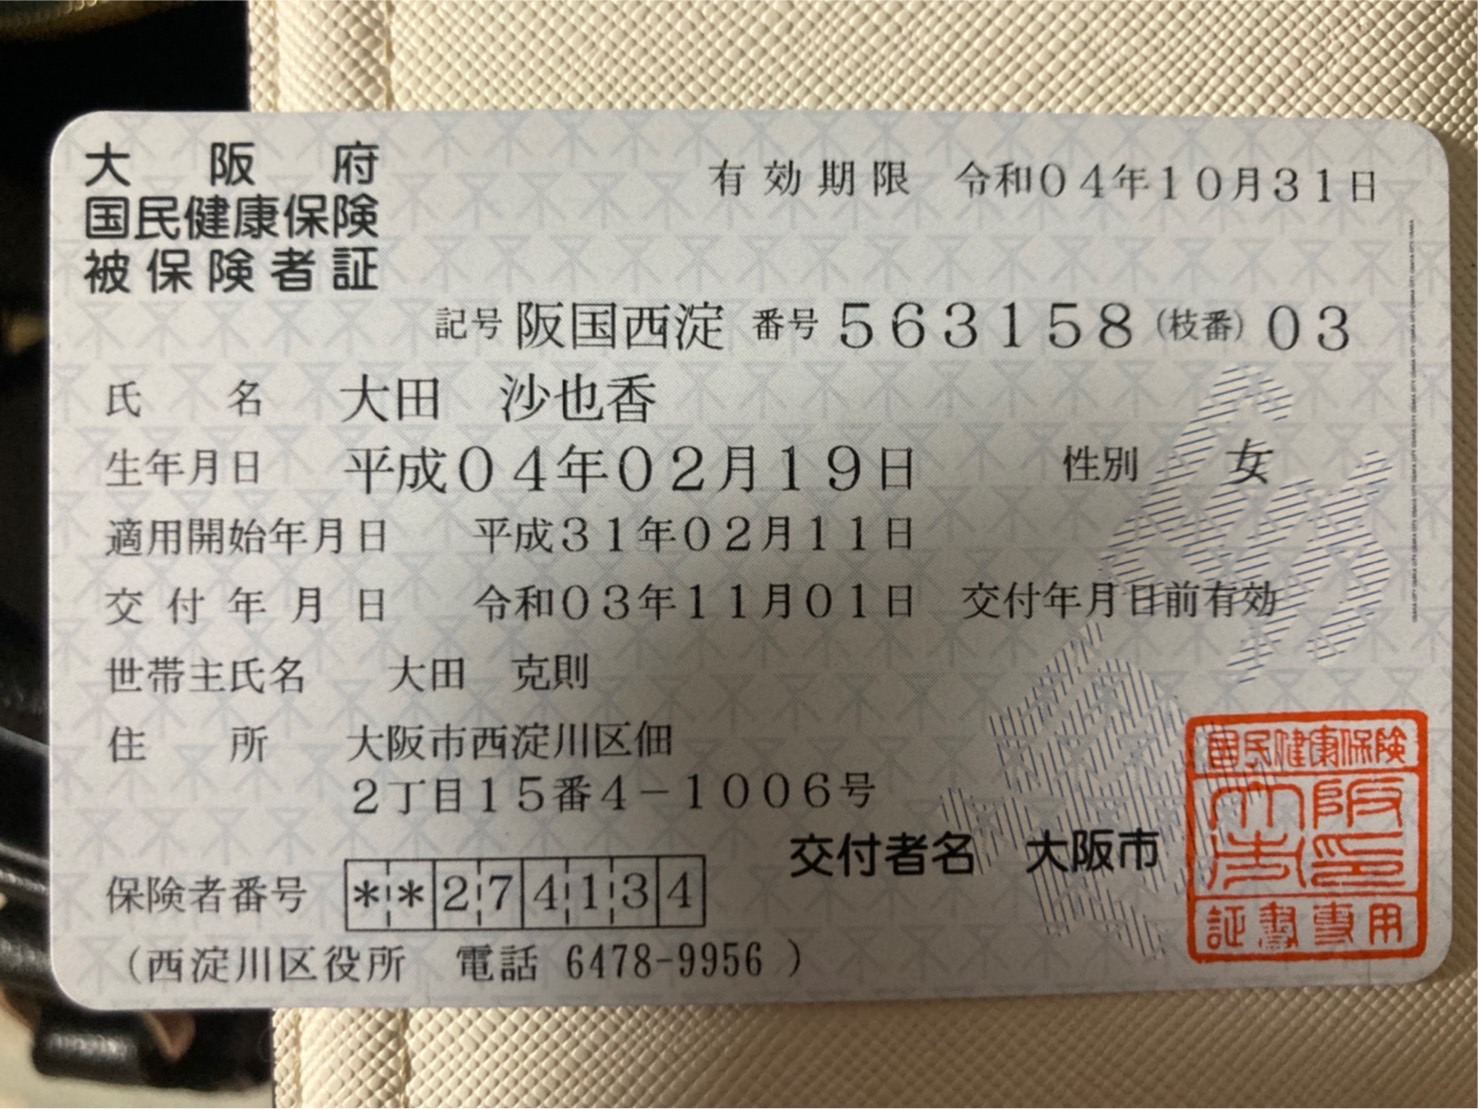 大阪府
国民健康保険
被保険者証
有効期限 令和04年10月31日
記号 阪国西淀 番号 563158 (枝番) 03
氏名 大田 沙也香
生年月日 平成04年02月19日 性別 女
適用開始年月日 平成31年02月11日
交付年月日 令和03年11月01日 交付年月日前有効
世帯主氏名 大田 克則
住所 大阪市西淀川区佃
2丁目15番4-1006号
交付者名 大阪市
保険者番号 **274134
(西淀川区役所 電話 6478-9956 )
国民健康保険
大阪市印
証書専用